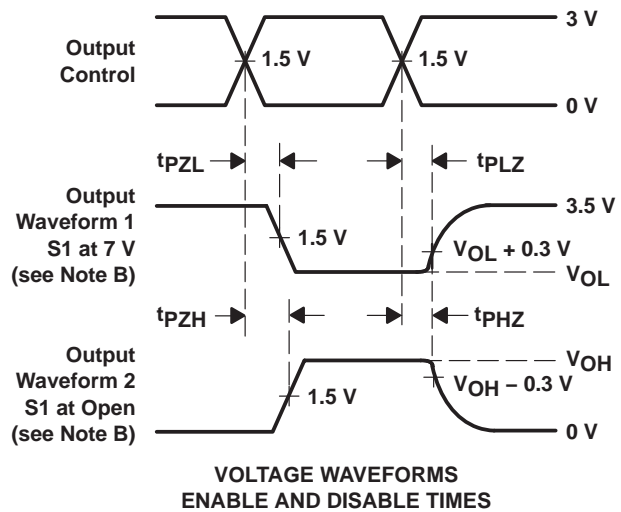 3 V
Output
Control
1.5 V
1.5 V
0 V
tPZL
tPLZ
Output
Waveform 1
S1 at 7 V
(see Note B)
3.5 V
1.5 V
VOL + 0.3 V
VOL
tPZH
tPHZ
Output
Waveform 2
S1 at Open
(see Note B)
VOH
1.5 V
VOH − 0.3 V
0 V
VOLTAGE WAVEFORMS
ENABLE AND DISABLE TIMES